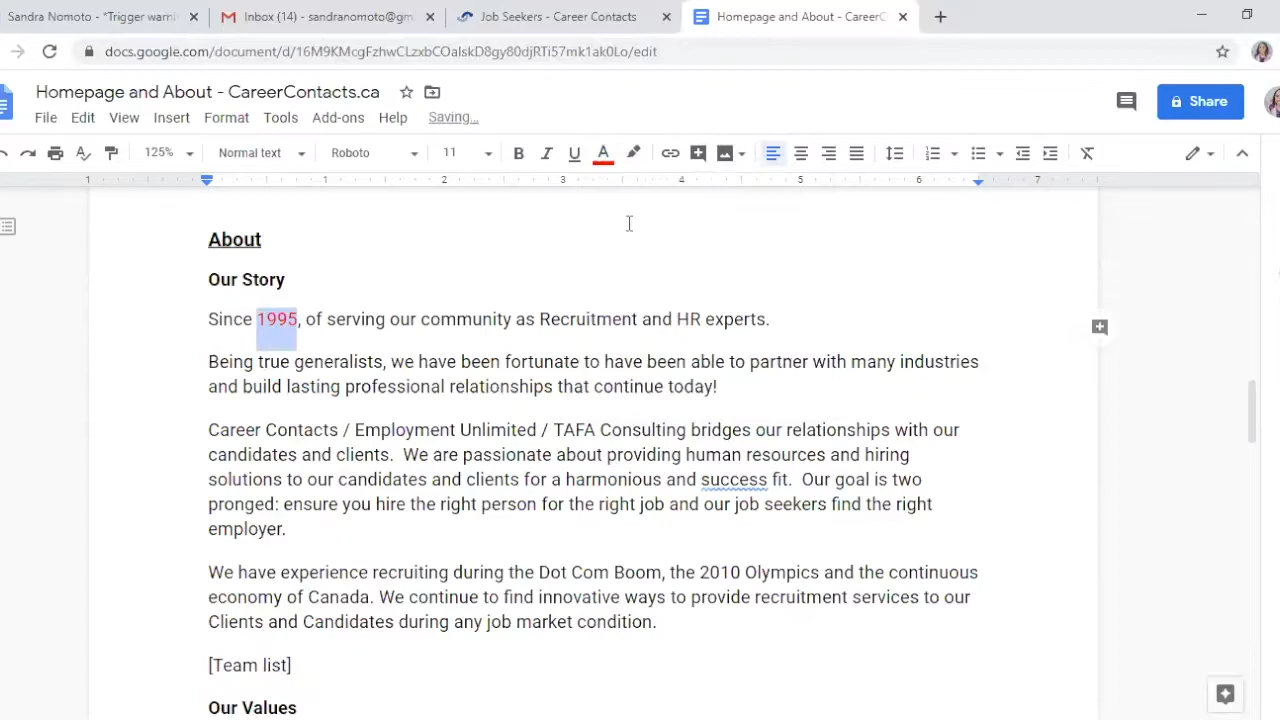 Sandra Nomoto - *Trigger warni
Inbox (14) - sandranomoto@gm
Job Seekers - Career Contacts
Homepage and About - CareerC
docs.google.com/document/d/16M9KMcgFzhwCLzxbCOalskD8gy80djRTi57mk1ak0Lo/edit
Homepage and About - CareerContacts.ca
Share
File Edit View Insert Format Tools Add-ons Help Saving...
125% Normal text Roboto 11
1 1 2 3 4 5 6 7
About
Our Story
Since 1995, of serving our community as Recruitment and HR experts.
Being true generalists, we have been fortunate to have been able to partner with many industries
and build lasting professional relationships that continue today!
Career Contacts / Employment Unlimited / TAFA Consulting bridges our relationships with our
candidates and clients.  We are passionate about providing human resources and hiring
solutions to our candidates and clients for a harmonious and success fit.  Our goal is two
pronged: ensure you hire the right person for the right job and our job seekers find the right
employer.
We have experience recruiting during the Dot Com Boom, the 2010 Olympics and the continuous
economy of Canada. We continue to find innovative ways to provide recruitment services to our
Clients and Candidates during any job market condition.
[Team list]
Our Values